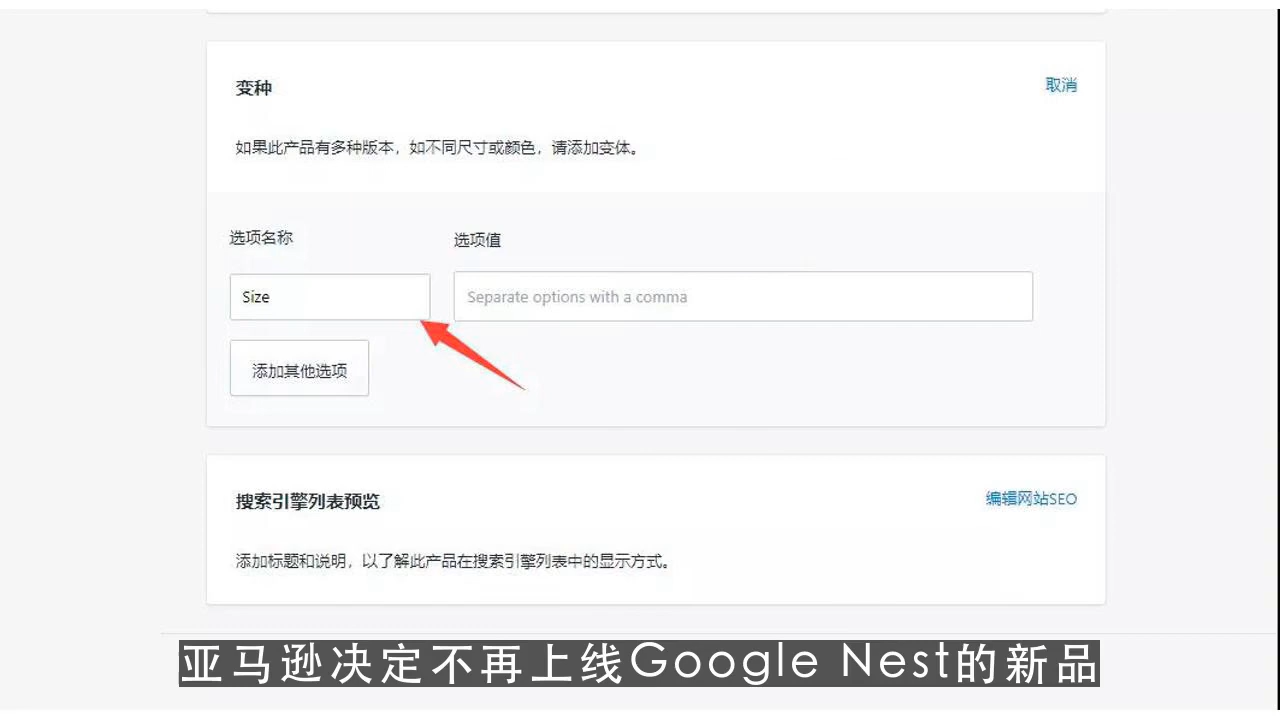 变种
取消
如果此产品有多种版本，如不同尺寸或颜色，请添加变体。
选项名称
选项值
Size
Separate options with a comma
添加其他选项
搜索引擎列表预览
编辑网站SEO
添加标题和说明，以了解此产品在搜索引擎列表中的显示方式。
亚马逊决定不再上线Google Nest的新品